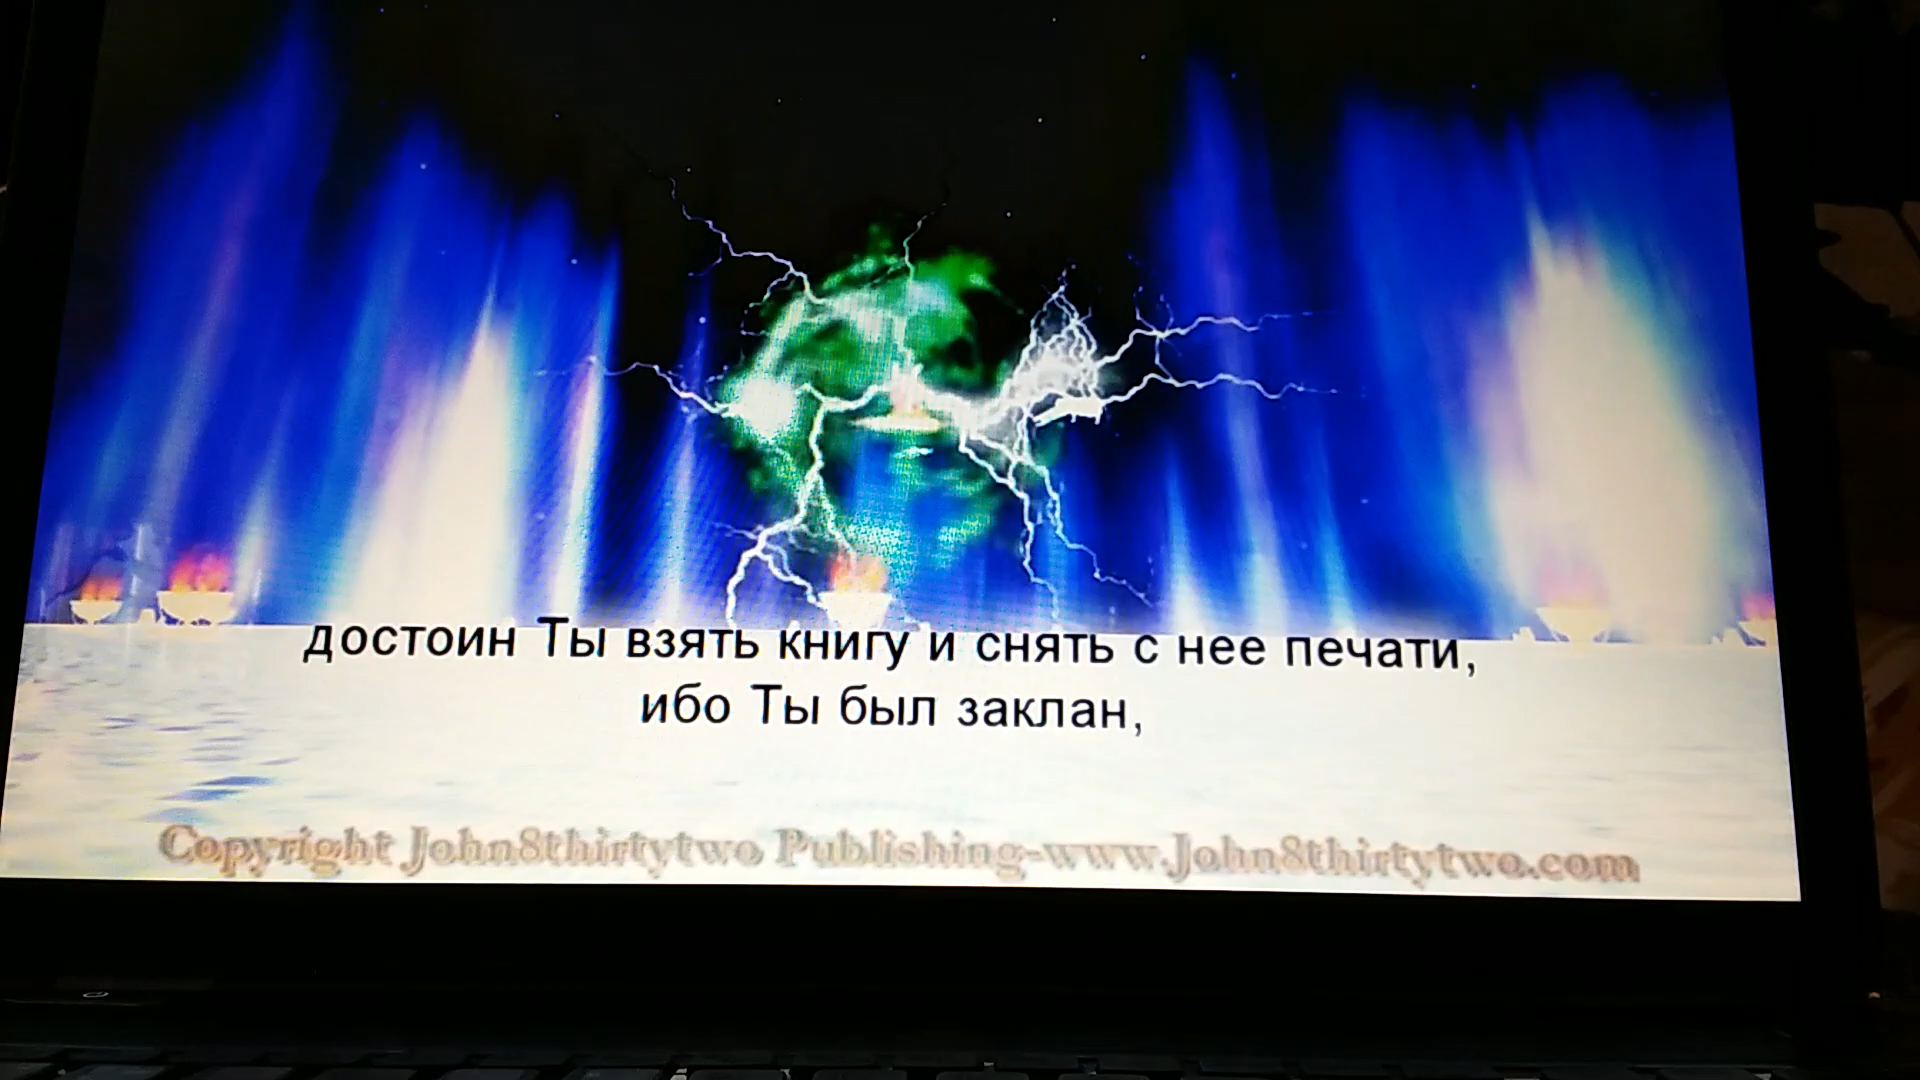 достоин Ты взять книгу и снять с нее печати,
ибо Ты был заклан,
Copyright John8thirtytwo Publishing-www.John8thirtytwo.com